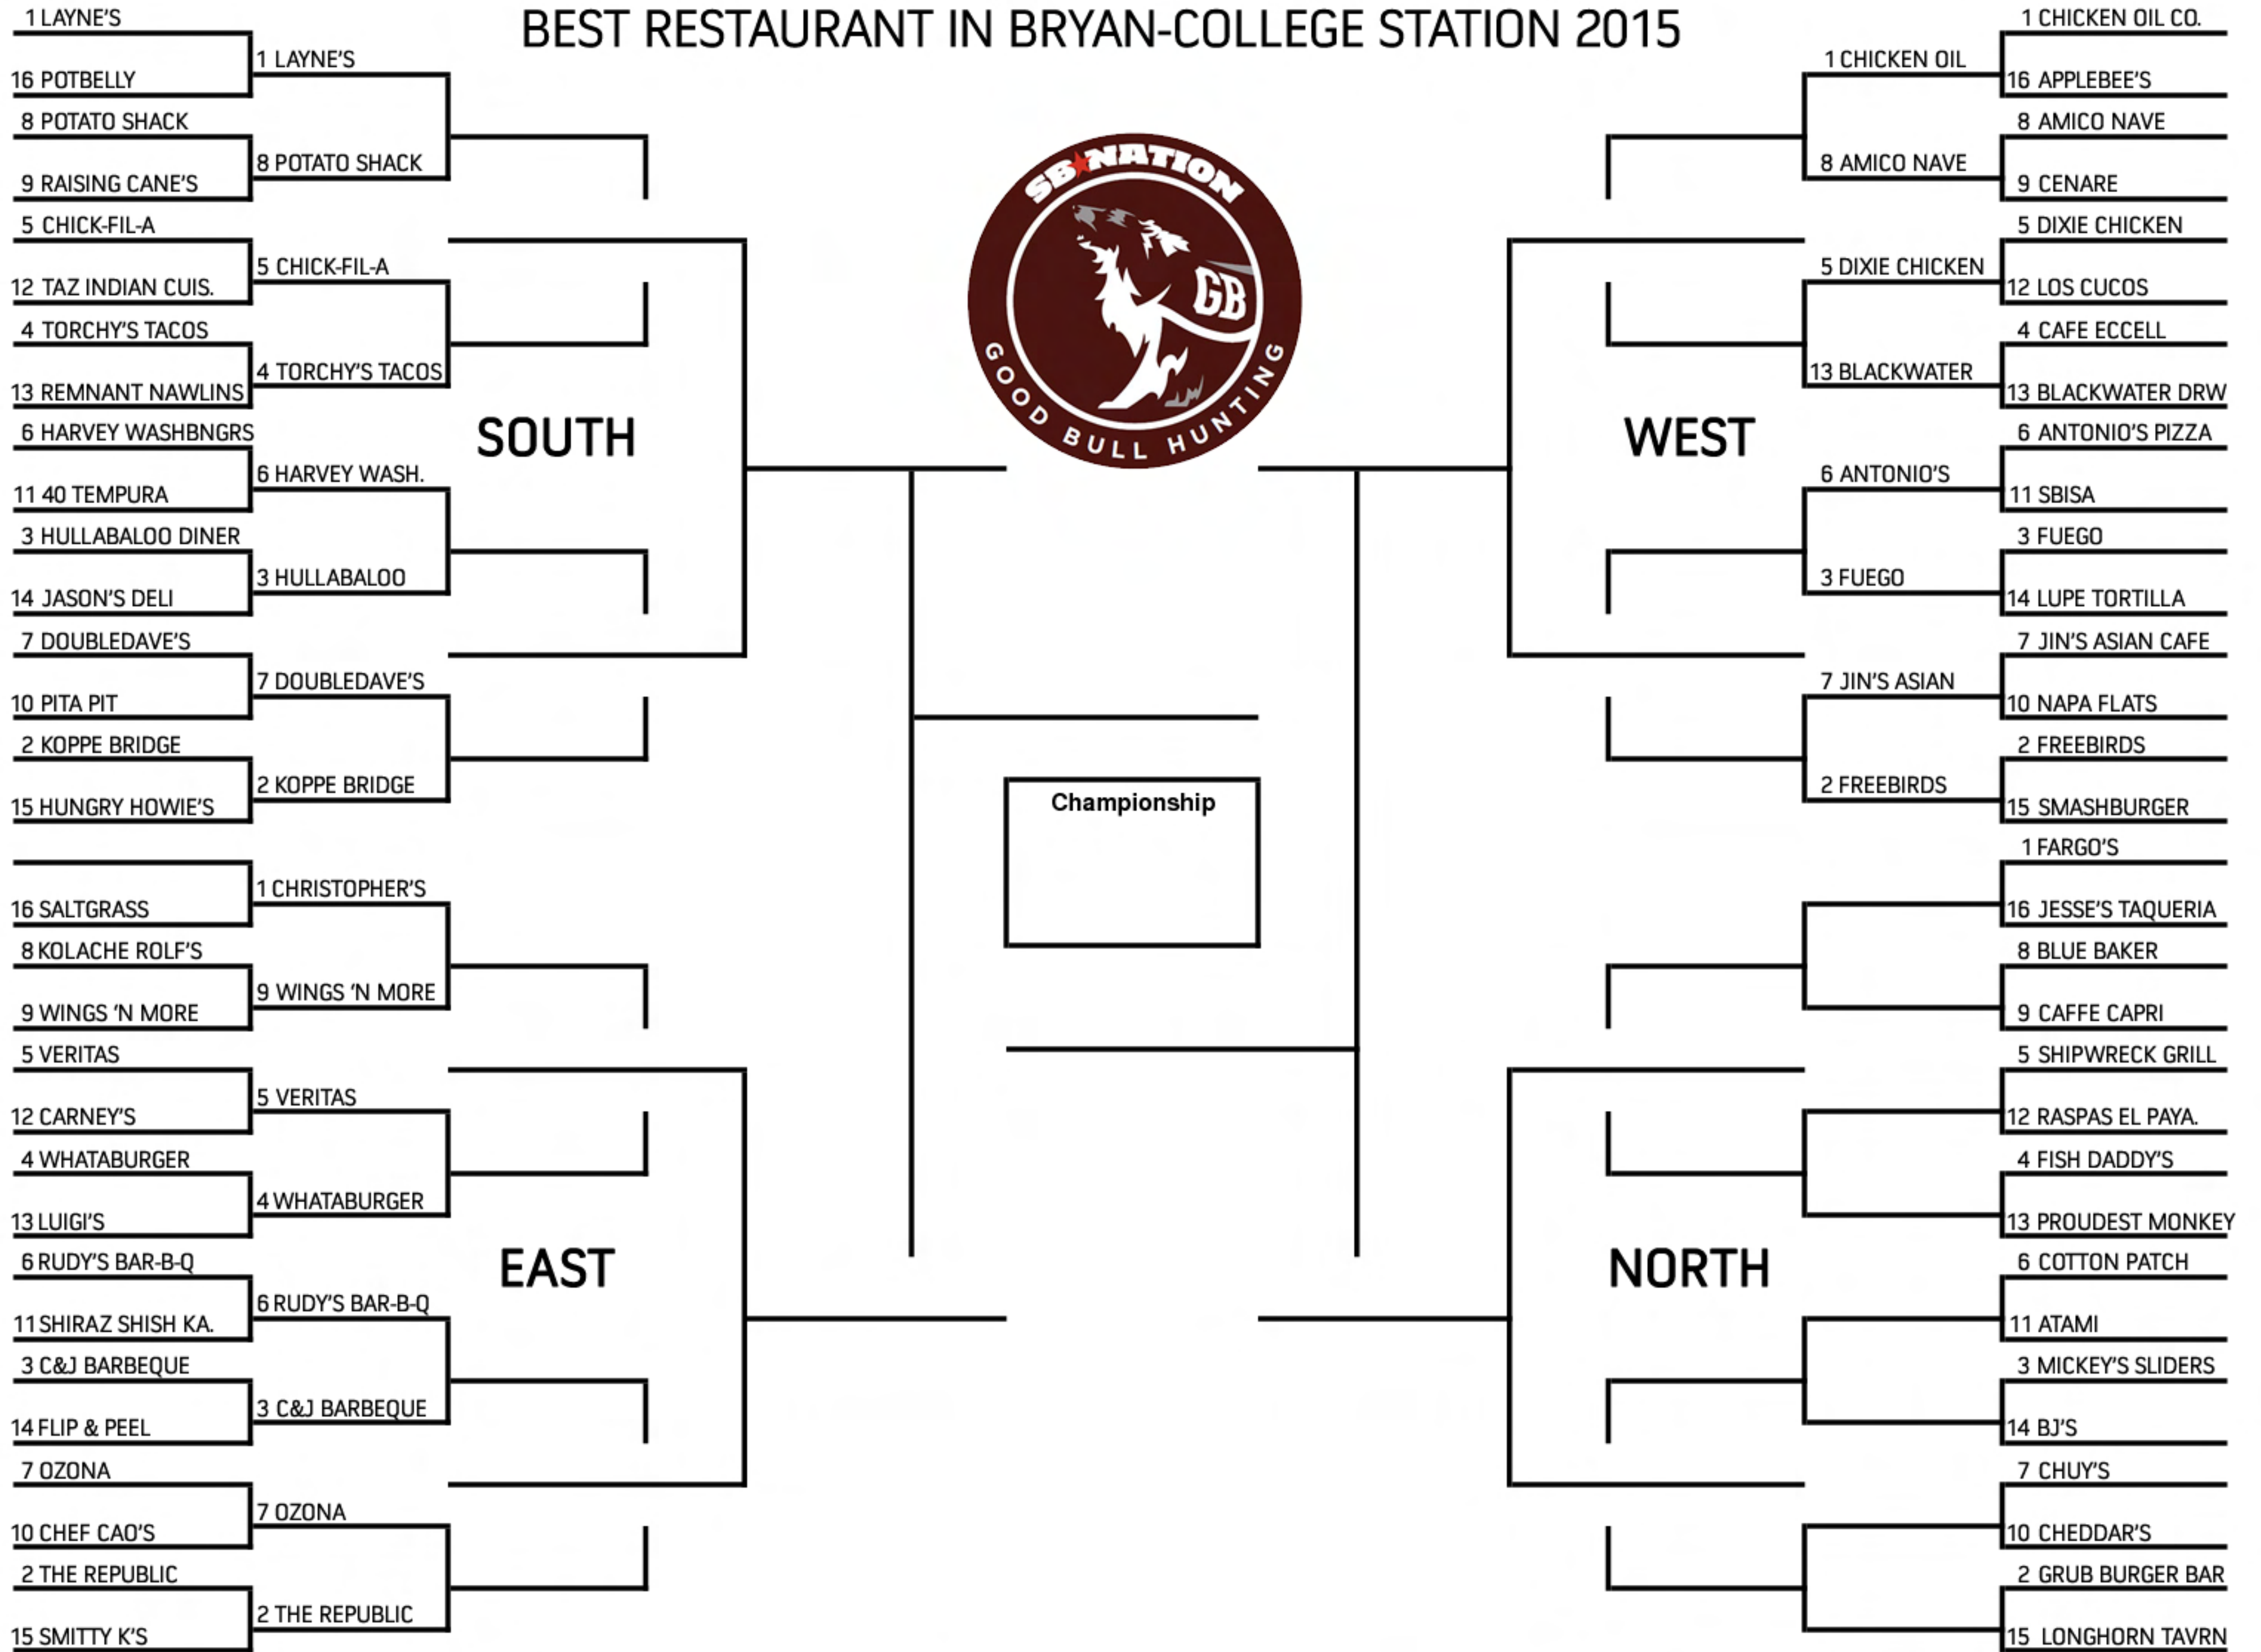 BEST RESTAURANT IN BRYAN-COLLEGE STATION 2015
1 LAYNE'S
16 POTBELLY
8 POTATO SHACK
9 RAISING CANE'S
5 CHICK-FIL-A
12 TAZ INDIAN CUIS.
4 TORCHY'S TACOS
13 REMNANT NAWLINS
6 HARVEY WASHBNGRS
11 40 TEMPURA
3 HULLABALOO DINER
14 JASON'S DELI
7 DOUBLEDAVE'S
10 PITA PIT
2 KOPPE BRIDGE
15 HUNGRY HOWIE'S
1 LAYNE'S
8 POTATO SHACK
5 CHICK-FIL-A
4 TORCHY'S TACOS
6 HARVEY WASH.
3 HULLABALOO
7 DOUBLEDAVE'S
2 KOPPE BRIDGE
SOUTH
16 SALTGRASS
8 KOLACHE ROLF'S
9 WINGS 'N MORE
5 VERITAS
12 CARNEY'S
4 WHATABURGER
13 LUIGI'S
6 RUDY'S BAR-B-Q
11 SHIRAZ SHISH KA.
3 C&J BARBEQUE
14 FLIP & PEEL
7 OZONA
10 CHEF CAO'S
2 THE REPUBLIC
15 SMITTY K'S
1 CHRISTOPHER'S
9 WINGS 'N MORE
5 VERITAS
4 WHATABURGER
6 RUDY'S BAR-B-Q
3 C&J BARBEQUE
7 OZONA
2 THE REPUBLIC
EAST
SB NATION
GB
GOOD BULL HUNTING
Championship
WEST
1 CHICKEN OIL
8 AMICO NAVE
5 DIXIE CHICKEN
13 BLACKWATER
6 ANTONIO'S
3 FUEGO
7 JIN'S ASIAN
2 FREEBIRDS
1 CHICKEN OIL CO.
16 APPLEBEE'S
8 AMICO NAVE
9 CENARE
5 DIXIE CHICKEN
12 LOS CUCOS
4 CAFE ECCELL
13 BLACKWATER DRW
6 ANTONIO'S PIZZA
11 SBISA
3 FUEGO
14 LUPE TORTILLA
7 JIN'S ASIAN CAFE
10 NAPA FLATS
2 FREEBIRDS
15 SMASHBURGER
NORTH
1 FARGO'S
16 JESSE'S TAQUERIA
8 BLUE BAKER
9 CAFFE CAPRI
5 SHIPWRECK GRILL
12 RASPAS EL PAYA.
4 FISH DADDY'S
13 PROUDEST MONKEY
6 COTTON PATCH
11 ATAMI
3 MICKEY'S SLIDERS
14 BJ'S
7 CHUY'S
10 CHEDDAR'S
2 GRUB BURGER BAR
15 LONGHORN TAVRN